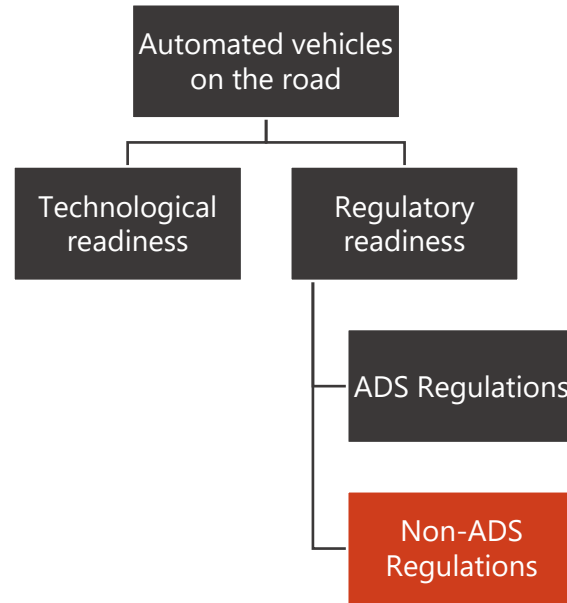 Automated vehicles
on the road
Technological
readiness
Regulatory
readiness
ADS Regulations
Non-ADS
Regulations